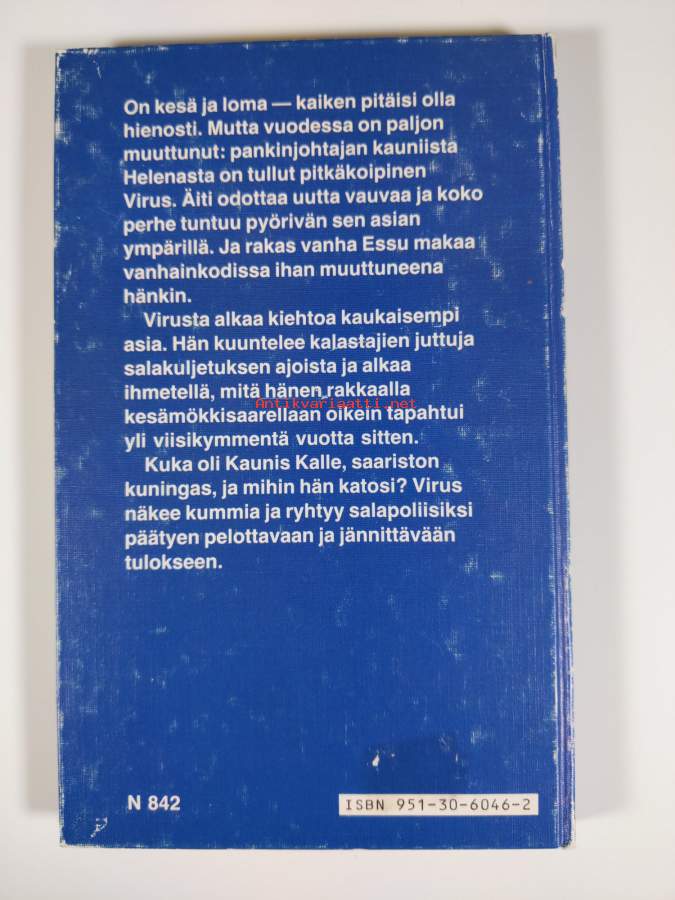 On kesä ja loma — kaiken pitäisi olla
hienosti. Mutta vuodessa on paljon
muuttunut: pankinjohtajan kauniista
Helenasta on tullut pitkäkoipinen
Virus. Äiti odottaa uutta vauvaa ja koko
perhe tuntuu pyörivän sen asian
ympärillä. Ja rakas vanha Essu makaa
vanhainkodissa ihan muuttuneena
hänkin.
Virusta alkaa kiehtoa kaukaisempi
asia. Hän kuuntelee kalastajien juttuja
salakuljetuksen ajoista ja alkaa
ihmetellä, mitä hänen rakkaalla
Antikvariaatti.net
kesämökkisaarellaan oikein tapahtui
yli viisikymmentä vuotta sitten.
Kuka oli Kaunis Kalle, saariston
kuningas, ja mihin hän katosi? Virus
näkee kummia ja ryhtyy salapoliisiksi
päätyen pelottavaan ja jännittävään
tulokseen.
N 842
ISBN 951-30-6046-2